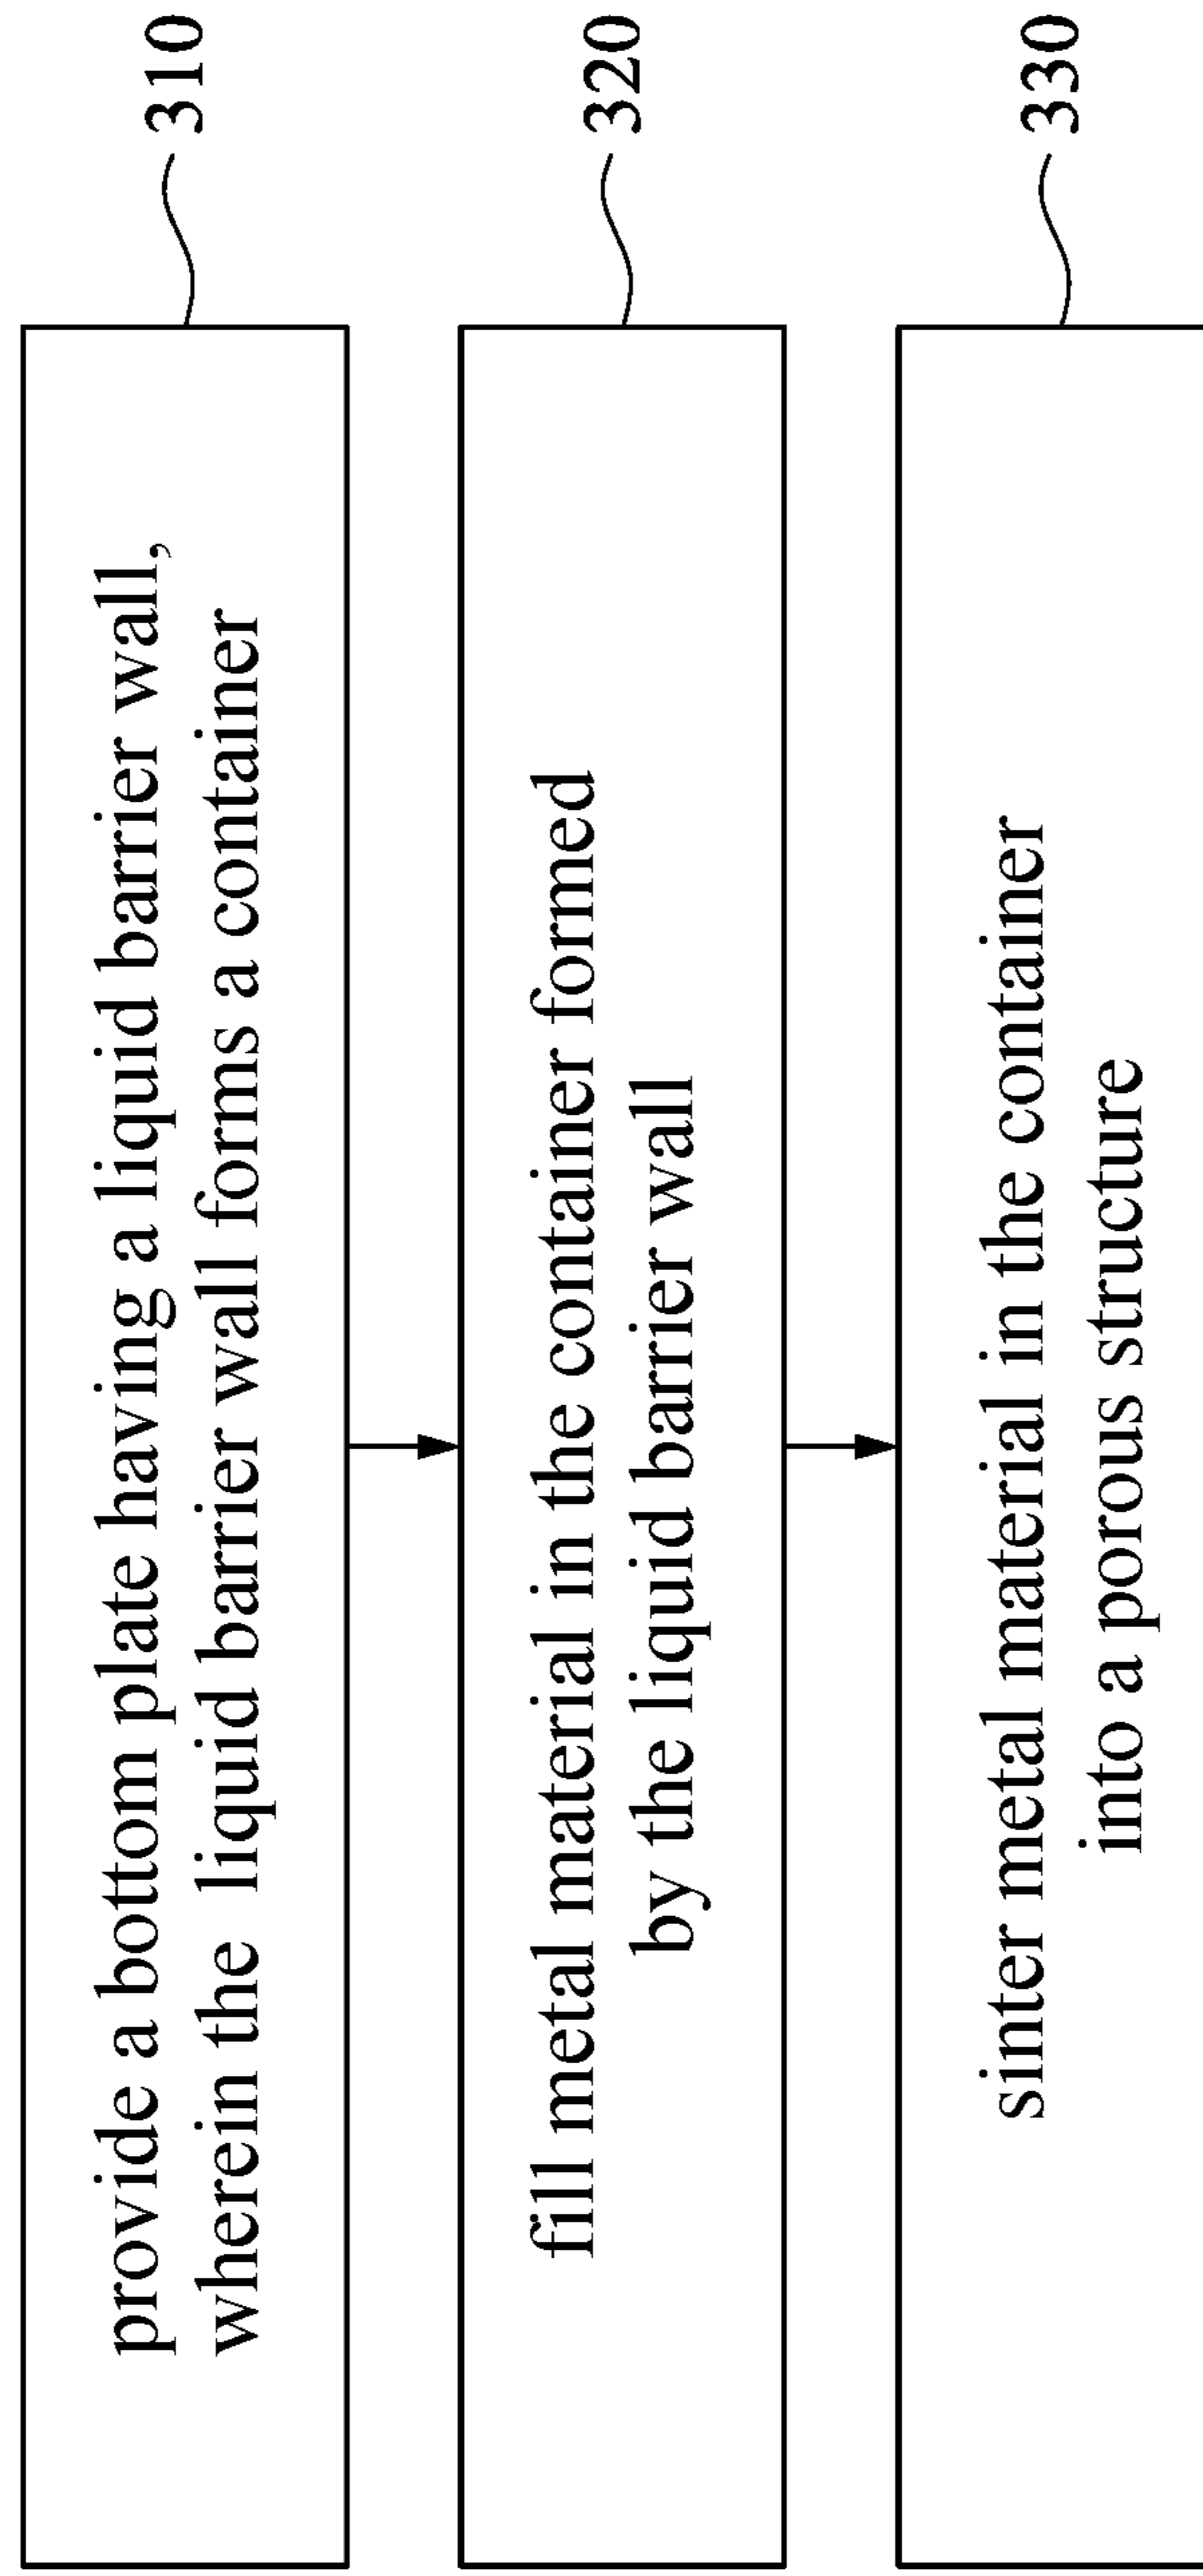 provide a bottom plate having a liquid barrier wall,
wherein the liquid barrier wall forms a container
310
fill metal material in the container formed
by the liquid barrier wall
320
sinter metal material in the container
into a porous structure
330